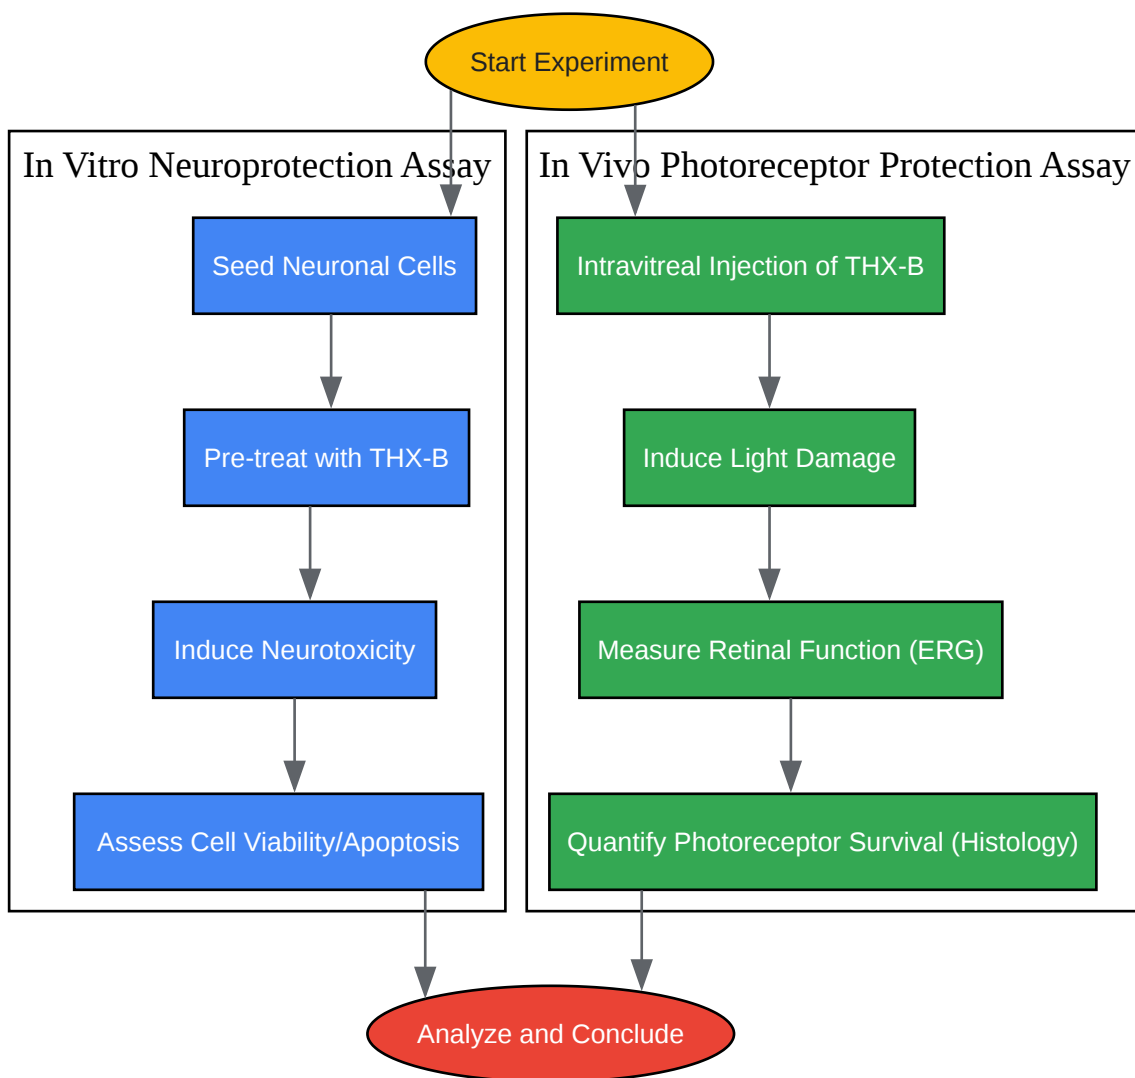 Start Experiment
In Vitro Neuroprotection Assay
Seed Neuronal Cells
Pre-treat with THX-B
Induce Neurotoxicity
Assess Cell Viability/Apoptosis
In Vivo Photoreceptor Protection Assay
Intravitreal Injection of THX-B
Induce Light Damage
Measure Retinal Function (ERG)
Quantify Photoreceptor Survival (Histology)
Analyze and Conclude